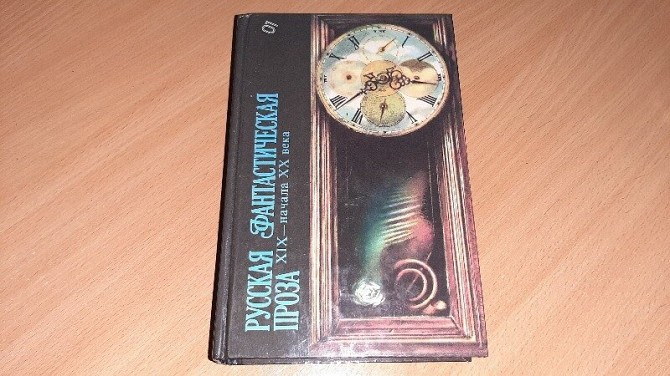 РУССКАЯ ФАНТАСТИЧЕСКАЯ
ПРОЗА XIX—начала XX века